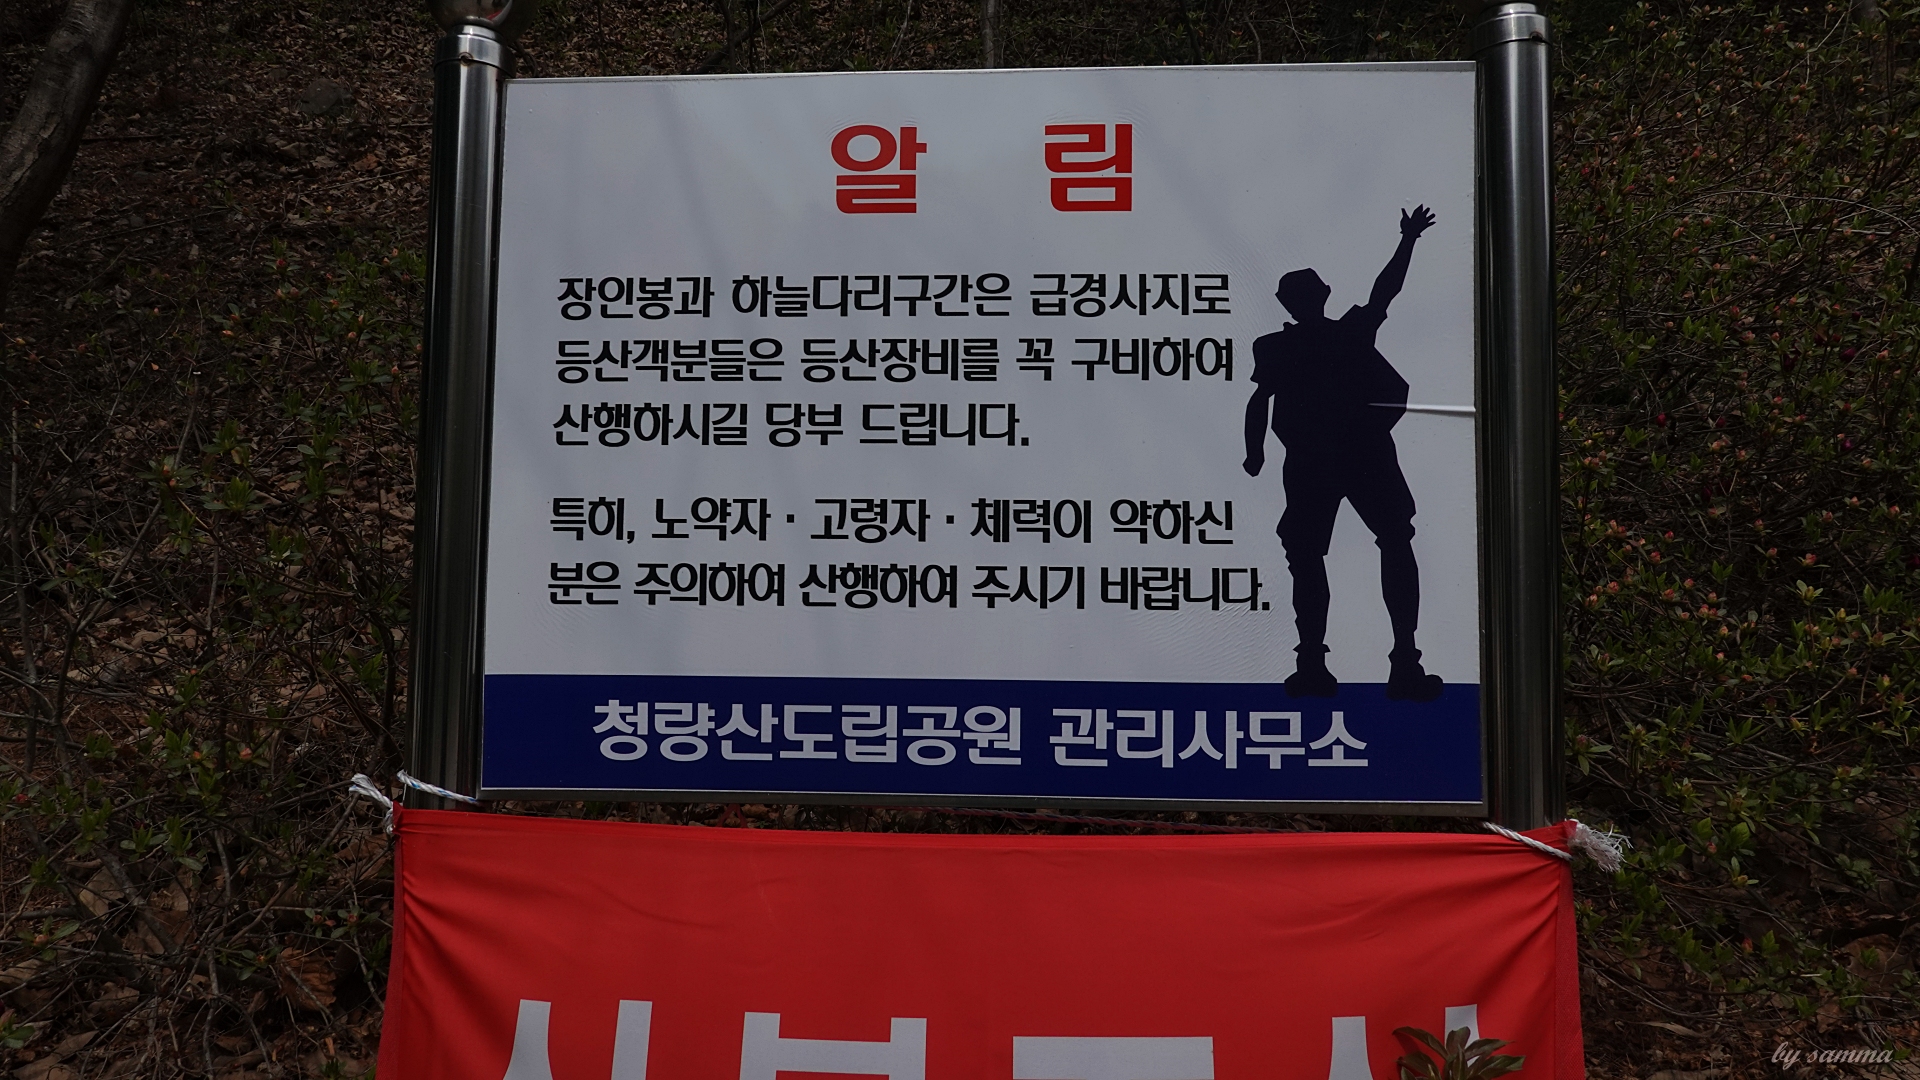 알 림
장인봉과 하늘다리구간은 급경사지로
등산객분들은 등산장비를 꼭 구비하여
산행하시길 당부 드립니다.
특히, 노약자 · 고령자 · 체력이 약하신
분은 주의하여 산행하여 주시기 바랍니다.
청량산도립공원 관리사무소
by samma